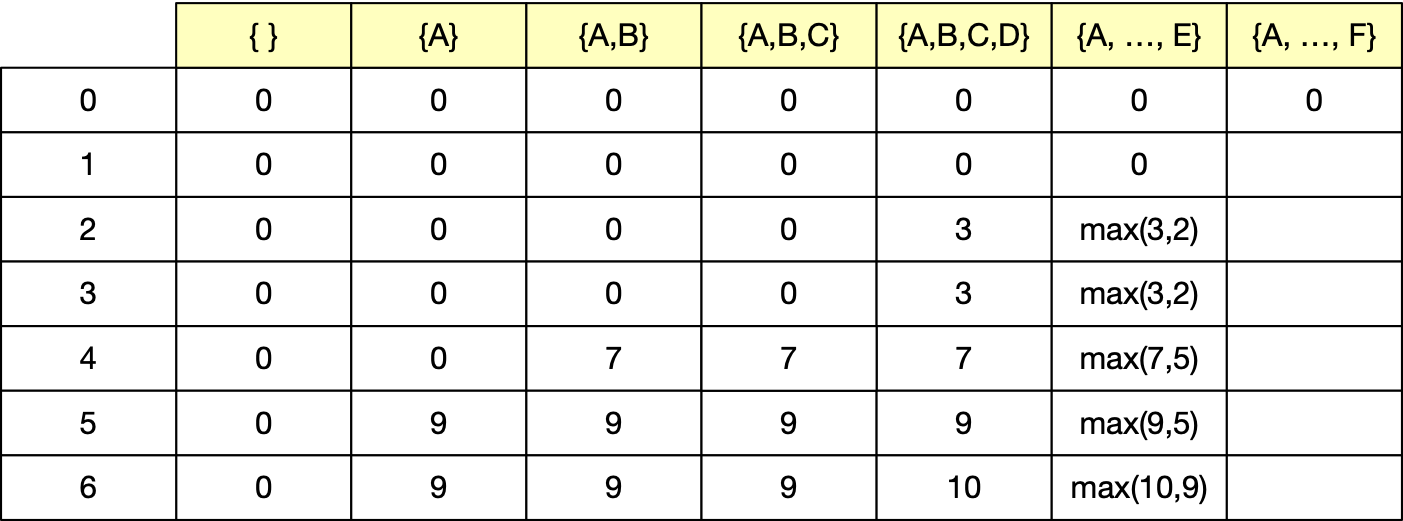 { } {A} {A,B} {A,B,C} {A,B,C,D} {A, …, E} {A, …, F}
0 0 0 0 0 0 0 0
1 0 0 0 0 0 0
2 0 0 0 0 3 max(3,2)
3 0 0 0 0 3 max(3,2)
4 0 0 7 7 7 max(7,5)
5 0 9 9 9 9 max(9,5)
6 0 9 9 9 10 max(10,9)